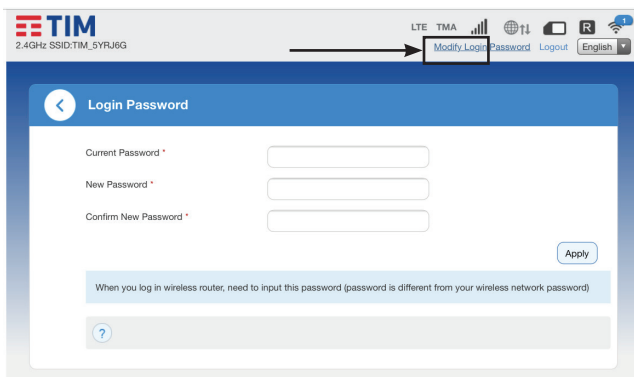 TIM
LTE TMA R 1
2.4GHz SSID:TIM_5YRJ6G
Modify Login Password Logout English
Login Password
Current Password *
New Password *
Confirm New Password *
Apply
When you log in wireless router, need to input this password (password is different from your wireless network password)
?